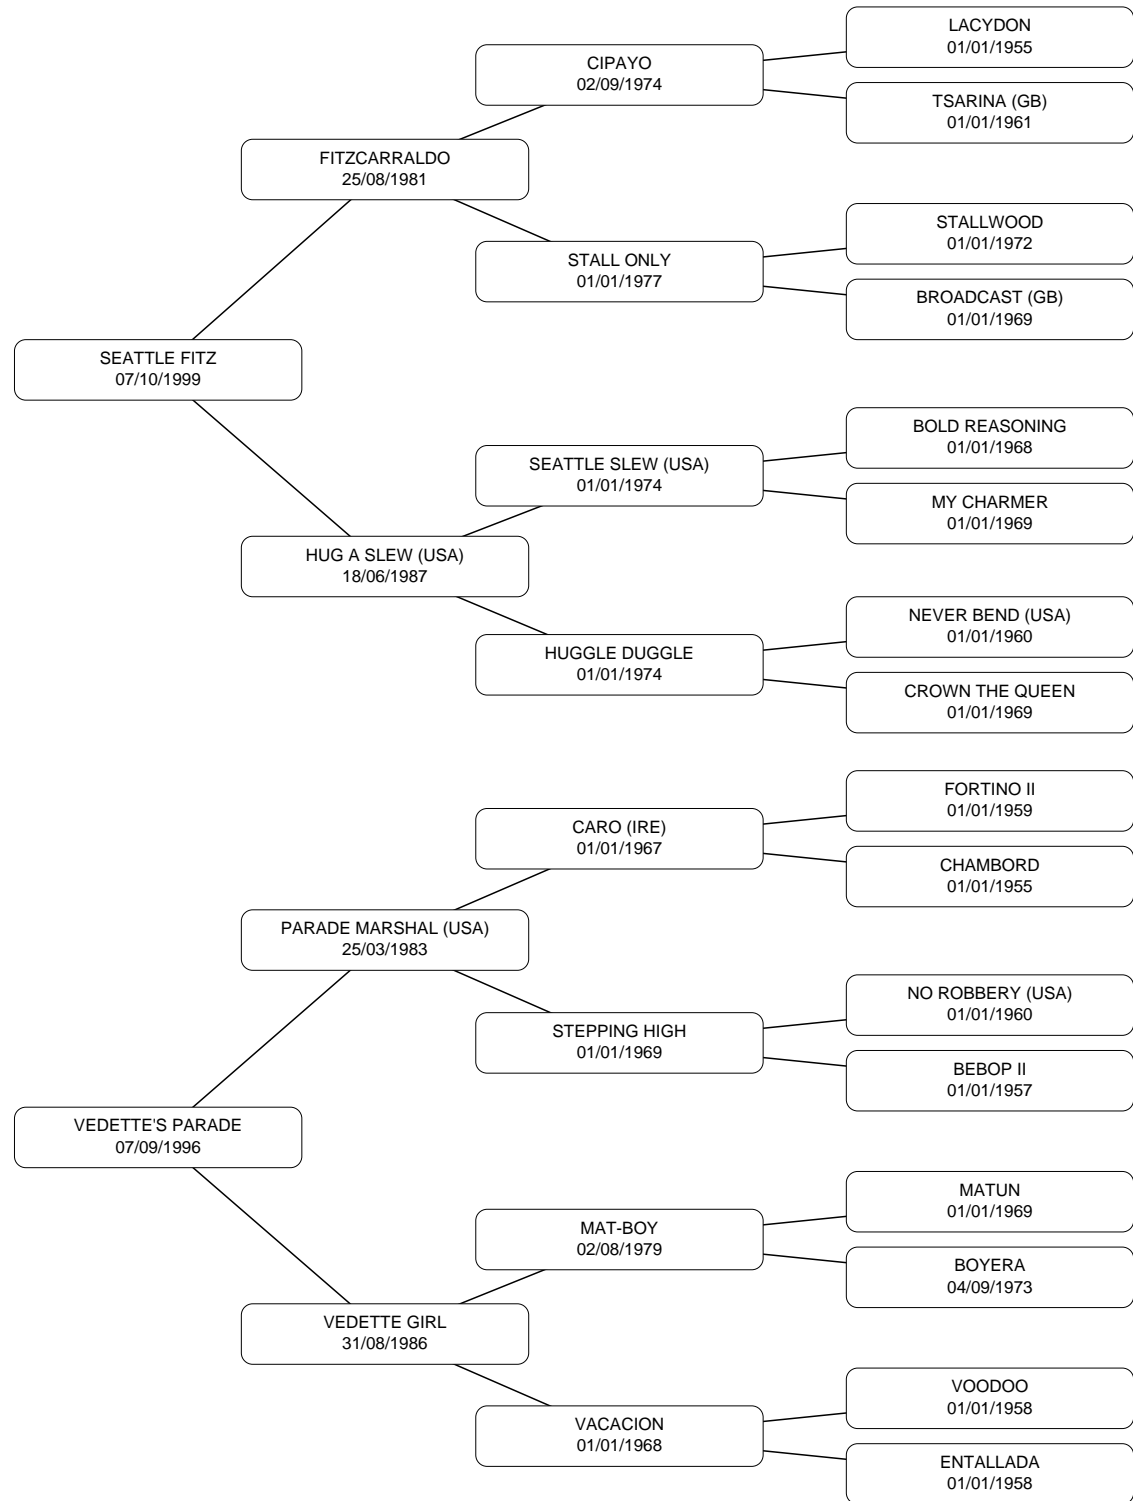 LACYDON
01/01/1955
CIPAYO
02/09/1974
TSARINA (GB)
01/01/1961
FITZCARRALDO
25/08/1981
STALLWOOD
01/01/1972
STALL ONLY
01/01/1977
BROADCAST (GB)
01/01/1969
SEATTLE FITZ
07/10/1999
BOLD REASONING
01/01/1968
SEATTLE SLEW (USA)
01/01/1974
MY CHARMER
01/01/1969
HUG A SLEW (USA)
18/06/1987
NEVER BEND (USA)
01/01/1960
HUGGLE DUGGLE
01/01/1974
CROWN THE QUEEN
01/01/1969
FORTINO II
01/01/1959
CARO (IRE)
01/01/1967
CHAMBORD
01/01/1955
PARADE MARSHAL (USA)
25/03/1983
NO ROBBERY (USA)
01/01/1960
STEPPING HIGH
01/01/1969
BEBOP II
01/01/1957
VEDETTE'S PARADE
07/09/1996
MATUN
01/01/1969
MAT-BOY
02/08/1979
BOYERA
04/09/1973
VEDETTE GIRL
31/08/1986
VOODOO
01/01/1958
VACACION
01/01/1968
ENTALLADA
01/01/1958